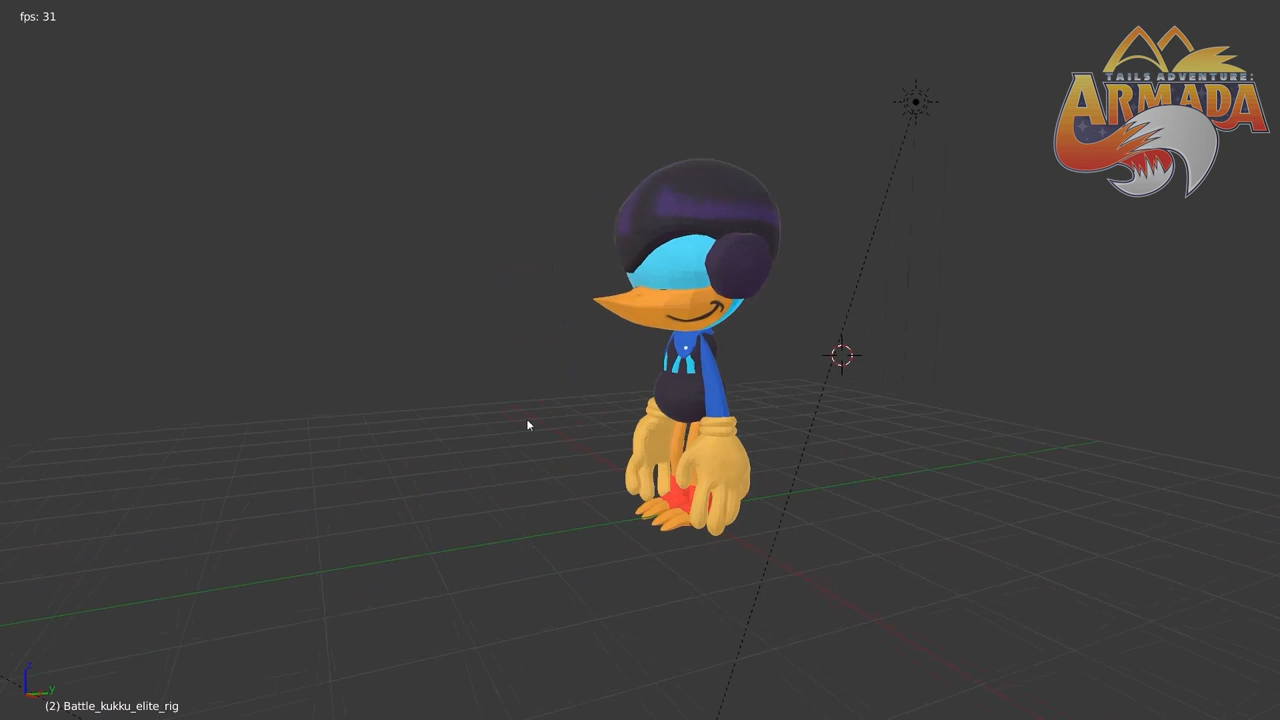 fps: 31
TAILS ADVENTURE:
ARMADA
z
y
(2) Battle_kukku_elite_rig